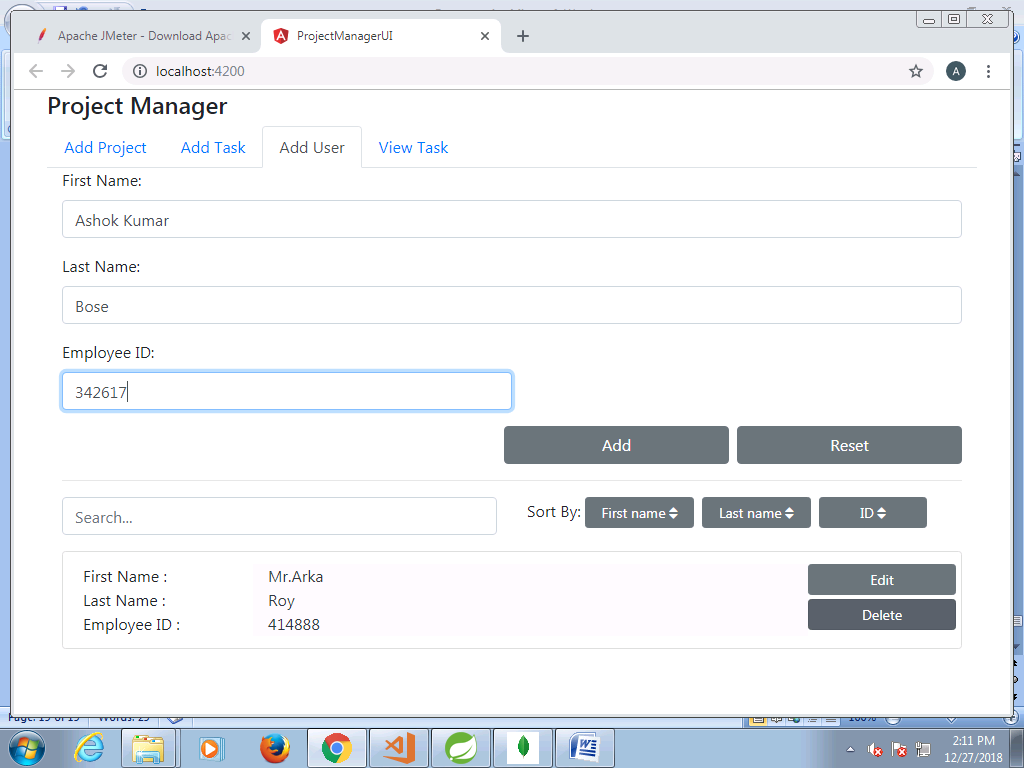 Apache JMeter - Download Apac
ProjectManagerUI
localhost:4200
A
Project Manager
Add Project
Add Task
Add User
View Task
First Name:
Ashok Kumar
Last Name:
Bose
Employee ID:
342617
Add
Reset
Search...
Sort By:
First name
Last name
ID
First Name : Mr.Arka
Last Name : Roy
Employee ID : 414888
Edit
Delete
2:11 PM
12/27/2018